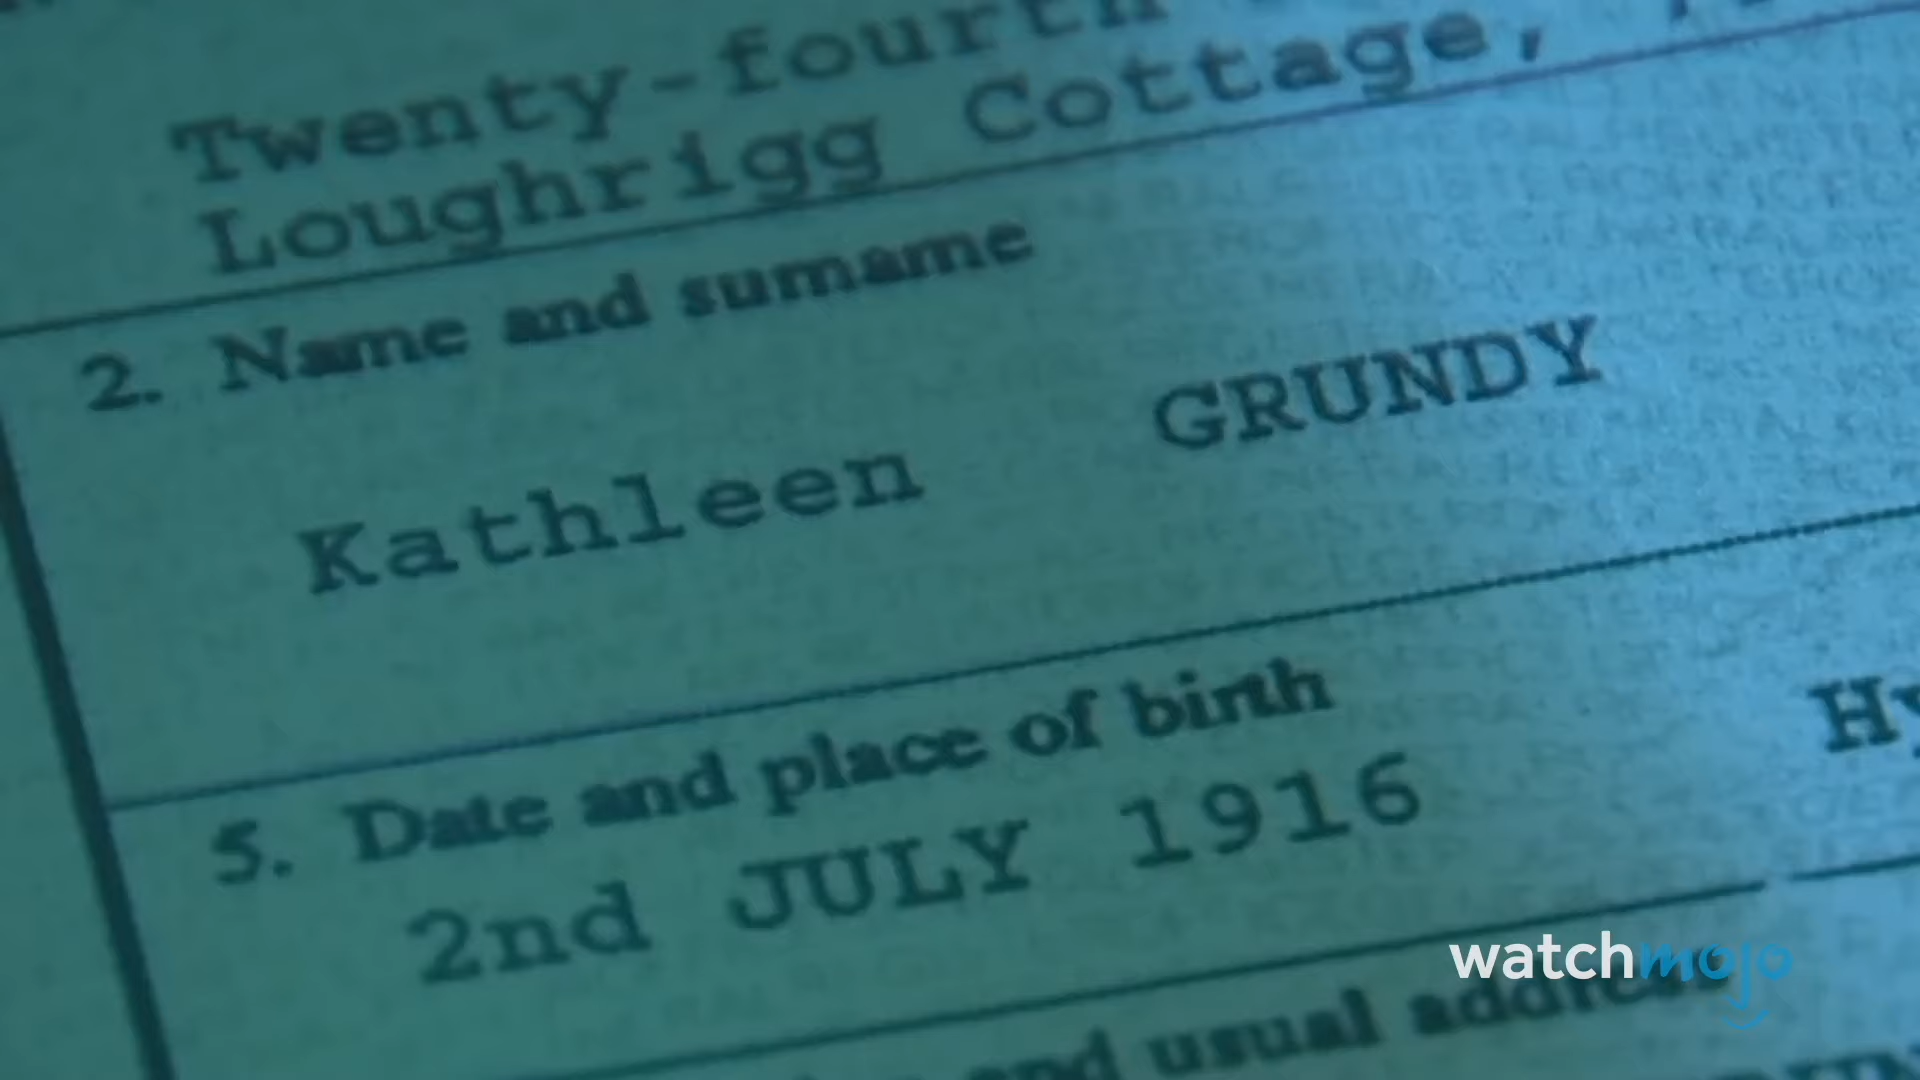 Twenty-fourth
Loughrigg Cottage,
2. Name and surname
Kathleen GRUNDY
5. Date and place of birth
2nd JULY 1916
and usual address
watchmojo